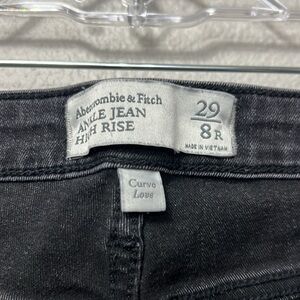 Abercrombie & Fitch
ANKLE JEAN
HIGH RISE
29
8R
MADE IN VIETNAM
Curve
Love